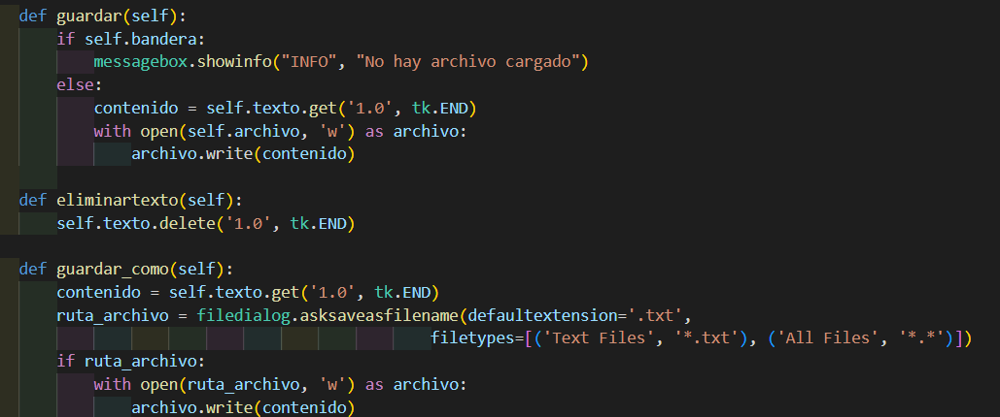 def guardar(self):
if self.bandera:
messagebox.showinfo("INFO", "No hay archivo cargado")
else:
contenido = self.texto.get('1.0', tk.END)
with open(self.archivo, 'w') as archivo:
archivo.write(contenido)
def eliminartexto(self):
self.texto.delete('1.0', tk.END)
def guardar_como(self):
contenido = self.texto.get('1.0', tk.END)
ruta_archivo = filedialog.asksaveasfilename(defaultextension='.txt',
filetypes=[('Text Files', '*.txt'), ('All Files', '*.*')])
if ruta_archivo:
with open(ruta_archivo, 'w') as archivo:
archivo.write(contenido)